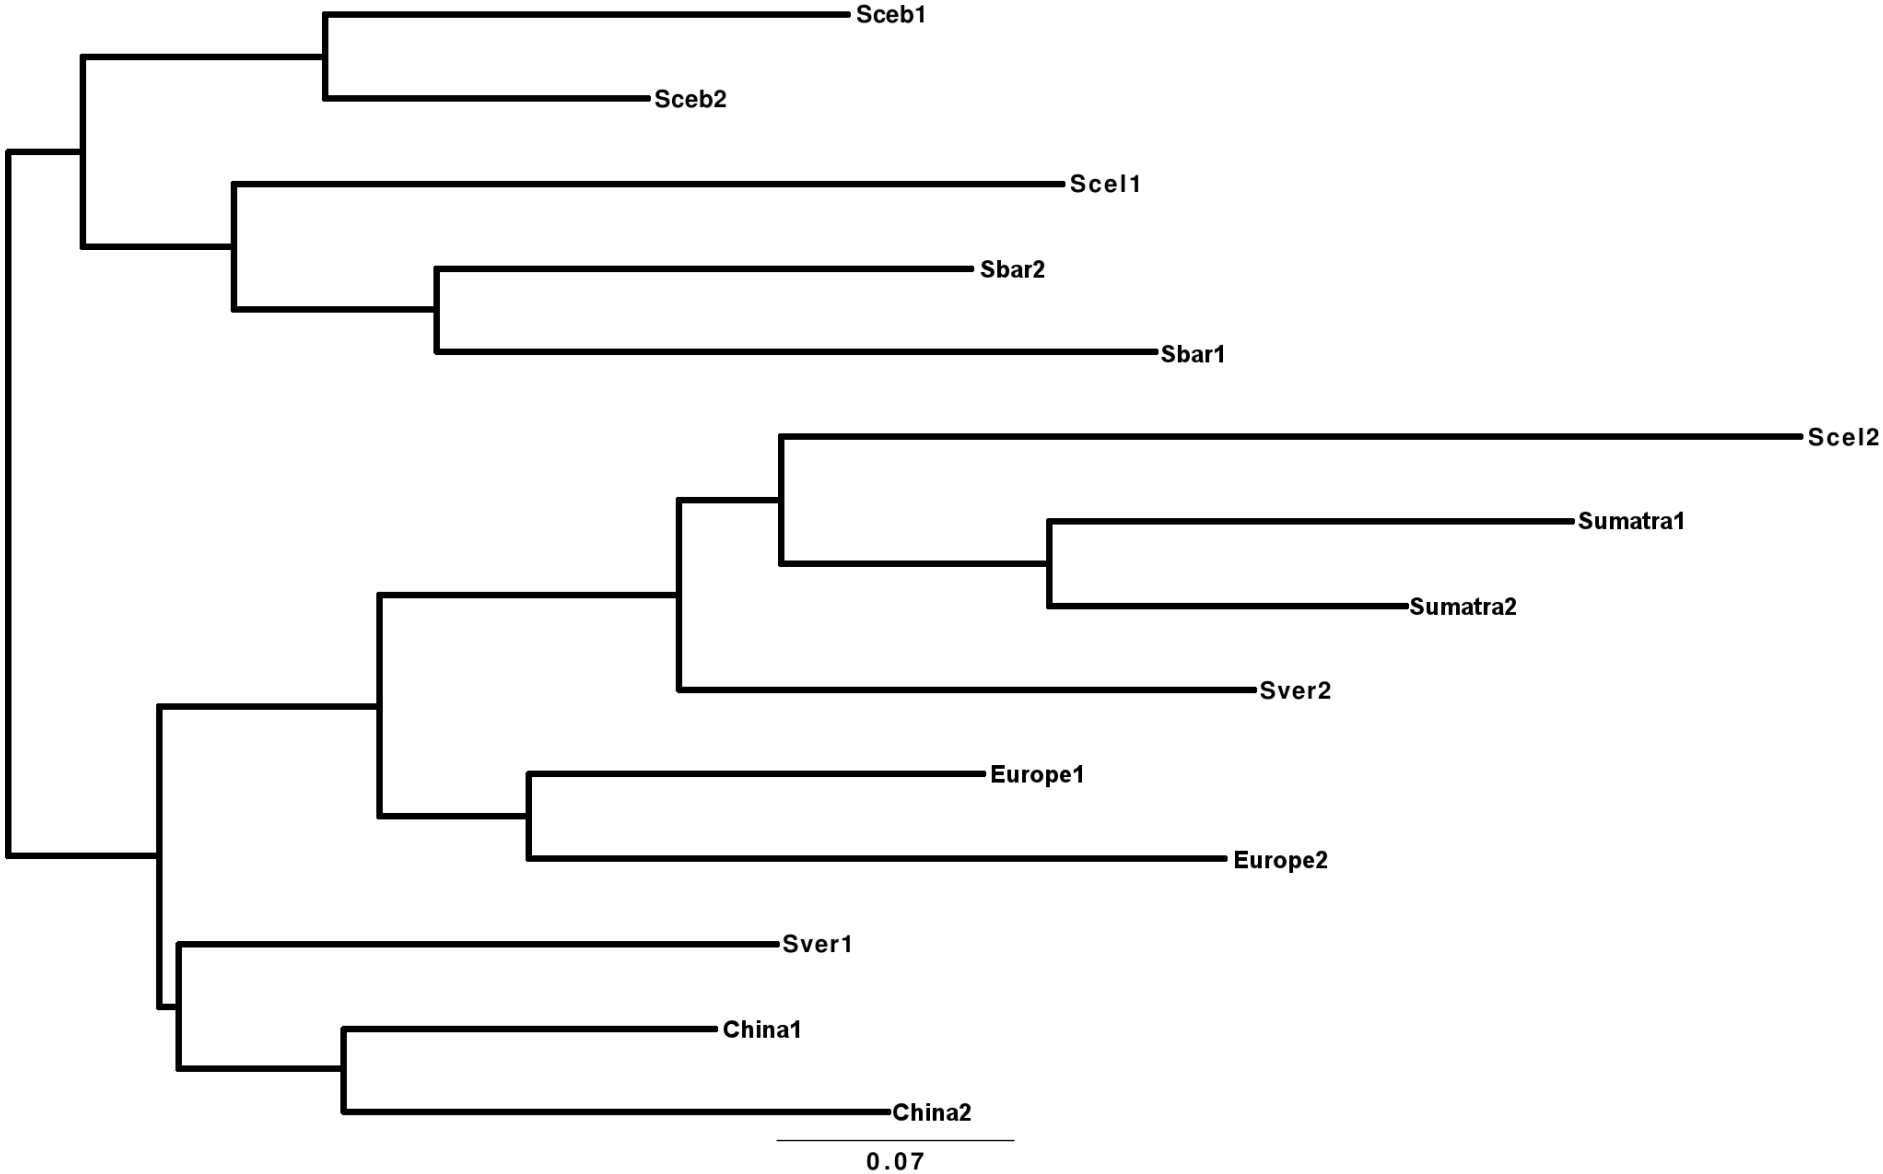 Sceb1
Sceb2
Scel1
Sbar2
Sbar1
Scel2
Sumatra1
Sumatra2
Sver2
Europe1
Europe2
Sver1
China1
China2
0.07